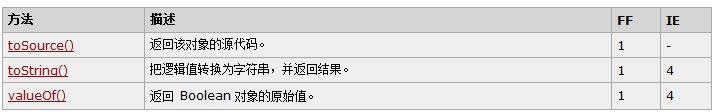 方法 描述 FF IE
toSource() 返回该对象的源代码。 1 -
toString() 把逻辑值转换为字符串，并返回结果。 1 4
valueOf() 返回 Boolean 对象的原始值。 1 4